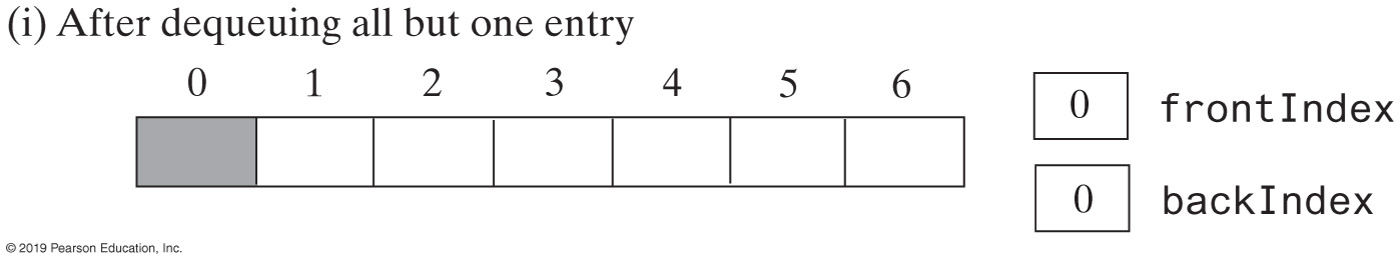 (i) After dequeuing all but one entry
0 1 2 3 4 5 6
0 frontIndex
0 backIndex
© 2019 Pearson Education, Inc.